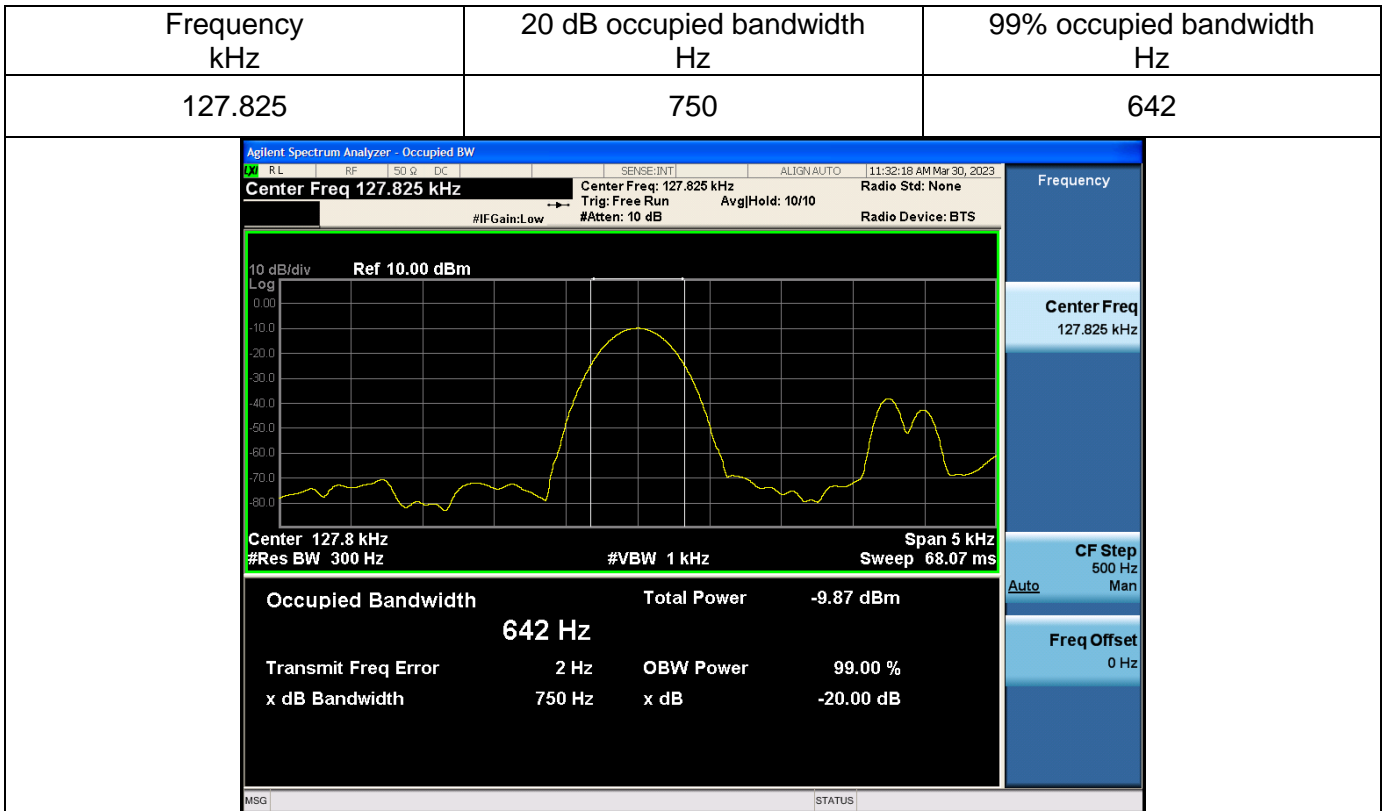 Frequency
kHz
20 dB occupied bandwidth
Hz
99% occupied bandwidth
Hz
127.825
750
642
Agilent Spectrum Analyzer - Occupied BW
LXI RL RF 50 Ω DC SENSE:INT ALIGN AUTO 11:32:18 AM Mar 30, 2023
Center Freq 127.825 kHz
Center Freq: 127.825 kHz
Radio Std: None
Trig: Free Run
Avg|Hold: 10/10
#IFGain:Low
#Atten: 10 dB
Radio Device: BTS
10 dB/div
Ref 10.00 dBm
Log
0.00
-10.0
-20.0
-30.0
-40.0
-50.0
-60.0
-70.0
-80.0
Center 127.8 kHz
Span 5 kHz
#Res BW 300 Hz
#VBW 1 kHz
Sweep 68.07 ms
Occupied Bandwidth
Total Power -9.87 dBm
642 Hz
Transmit Freq Error 2 Hz
OBW Power 99.00 %
x dB Bandwidth 750 Hz
x dB -20.00 dB
MSG
STATUS
Frequency
Center Freq
127.825 kHz
CF Step
500 Hz
Auto Man
Freq Offset
0 Hz